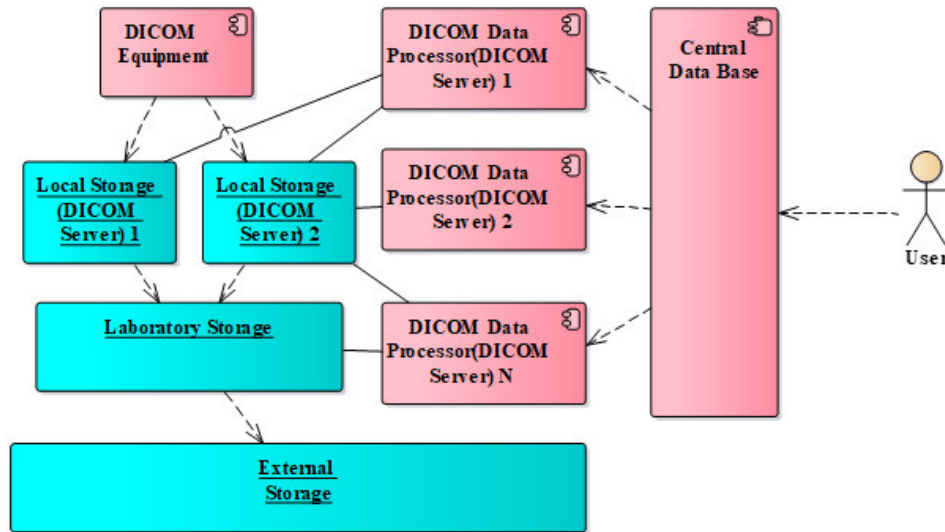 DICOM
Equipment
DICOM Data
Processor(DICOM
Server) 1
Central
Data Base
Local Storage
(DICOM
Server) 1
Local Storage
(DICOM
Server) 2
DICOM Data
Processor(DICOM
Server) 2
User
Laboratory Storage
DICOM Data
Processor(DICOM
Server) N
External
Storage